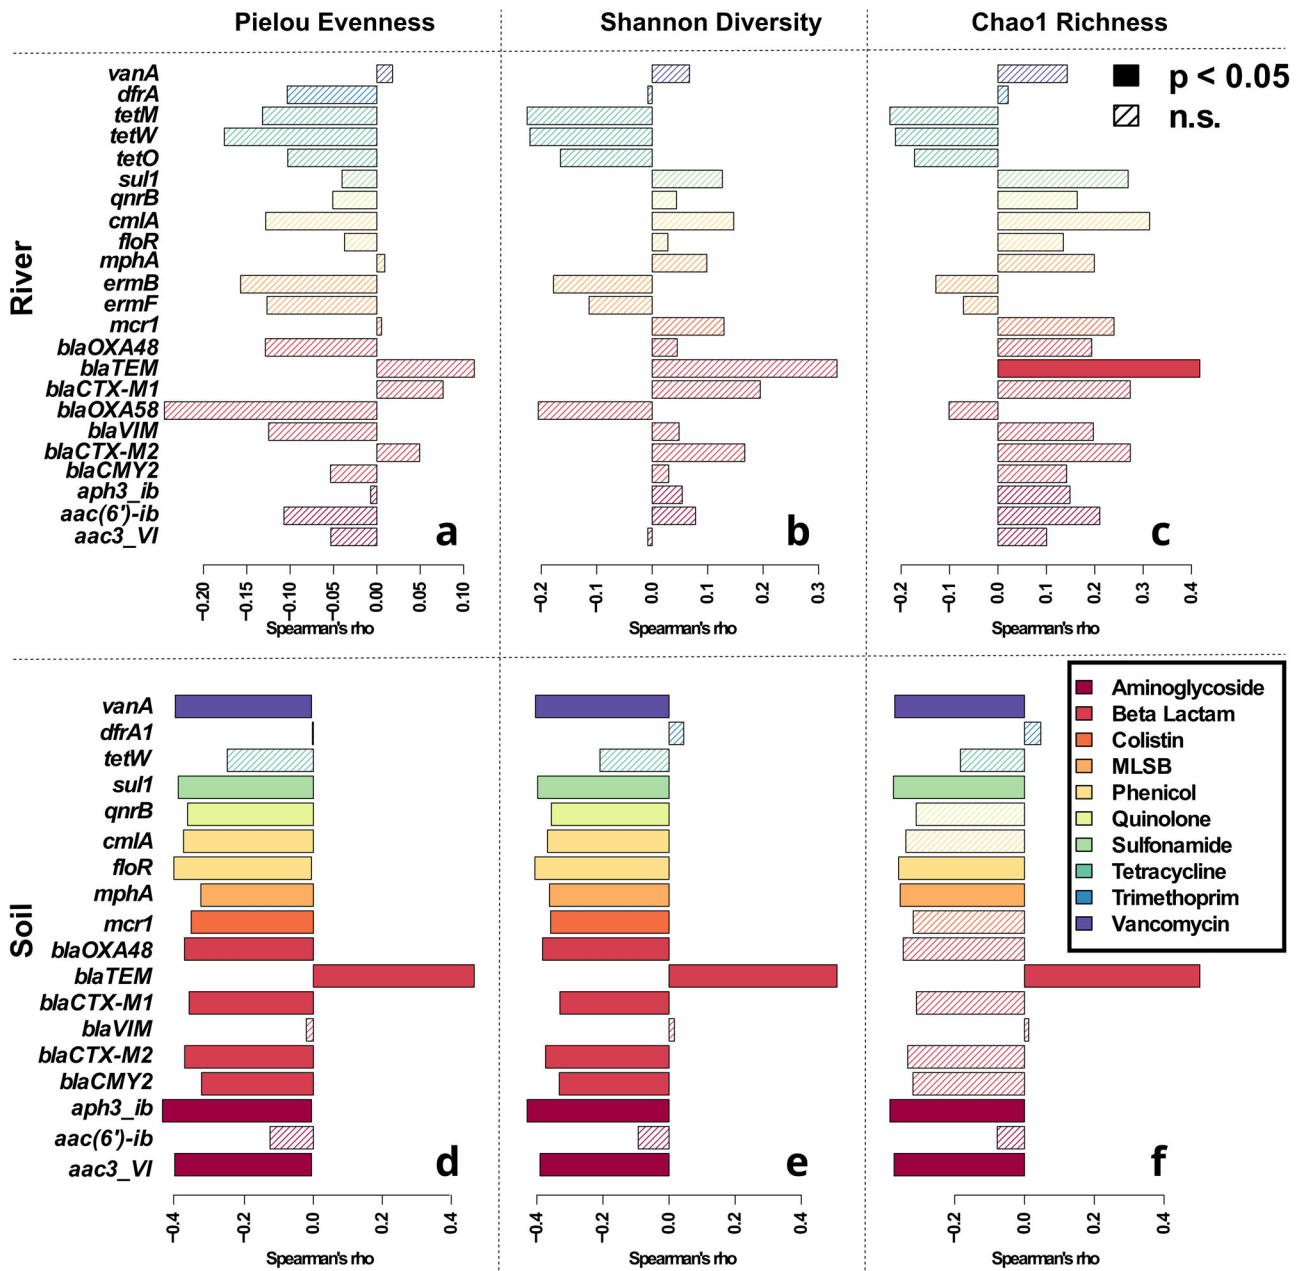 Pielou Evenness
Shannon Diversity
Chao1 Richness
River
vanA
dfrA
tetM
tetW
tetO
sul1
qnrB
cmlA
floR
mphA
ermB
ermF
mcr1
blaOXA48
blaTEM
blaCTX-M1
blaOXA58
blaVIM
blaCTX-M2
blaCMY2
aph3_ib
aac(6')-ib
aac3_VI
p < 0.05
n.s.
a
b
c
−0.20 −0.15 −0.10 −0.05 0.00 0.05 0.10
Spearman's rho
−0.2 −0.1 0.0 0.1 0.2 0.3
Spearman's rho
−0.2 −0.1 0.0 0.1 0.2 0.3 0.4
Spearman's rho
Soil
vanA
dfrA1
tetW
sul1
qnrB
cmlA
floR
mphA
mcr1
blaOXA48
blaTEM
blaCTX-M1
blaVIM
blaCTX-M2
blaCMY2
aph3_ib
aac(6')-ib
aac3_VI
Aminoglycoside
Beta Lactam
Colistin
MLSB
Phenicol
Quinolone
Sulfonamide
Tetracycline
Trimethoprim
Vancomycin
d
e
f
−0.4 −0.2 0.0 0.2 0.4
Spearman's rho
−0.4 −0.2 0.0 0.2 0.4
Spearman's rho
−0.2 0.0 0.2 0.4
Spearman's rho